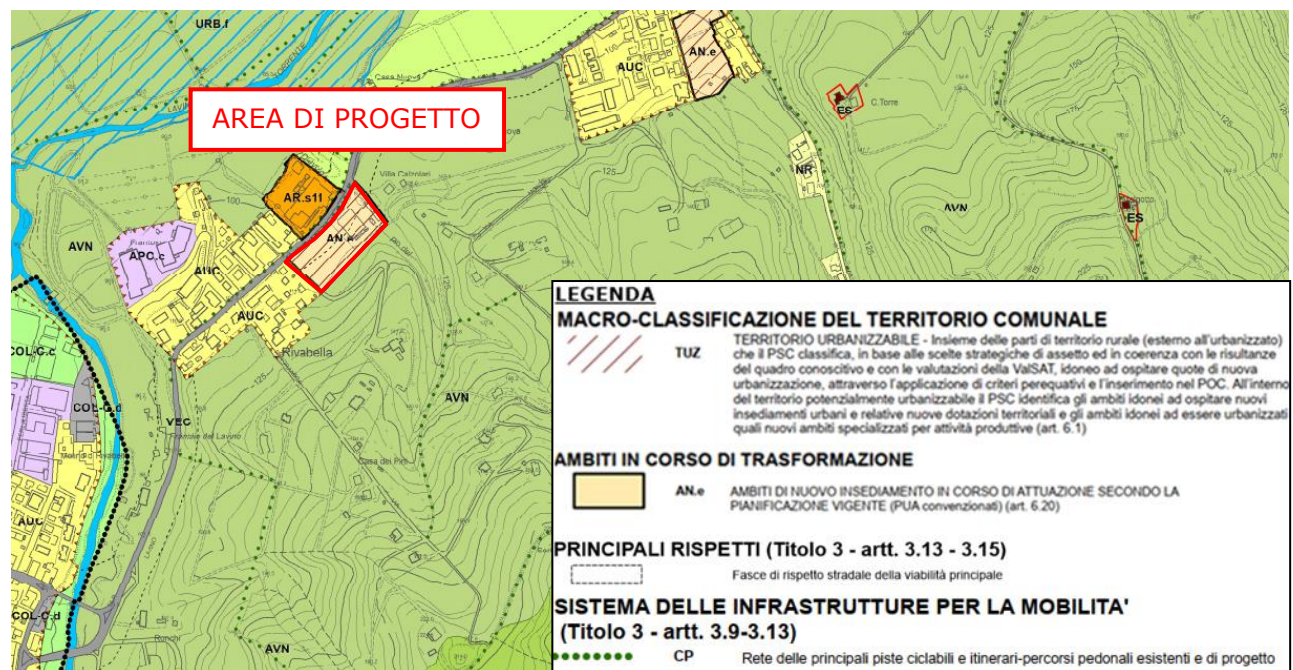 URB.f
TORRENTE
LAVINO
Casa Nuova
100
AUC
AN.e
AREA DI PROGETTO
C.Torre
ES
125
Villa Calzolari
NR
AR.s11
100
AVN
ES
AN.e
AVN
APC.c
AUC
AUC
Rivabella
COL-C.c
AVN
COL-C.d
VEC
AUC
COL-C.d
Ronchi
AVN
LEGENDA
MACRO-CLASSIFICAZIONE DEL TERRITORIO COMUNALE
TUZ
TERRITORIO URBANIZZABILE - Insieme delle parti di territorio rurale (esterno all'urbanizzato)
che il PSC classifica, in base alle scelte strategiche di assetto ed in coerenza con le risultanze
del quadro conoscitivo e con le valutazioni della ValSAT, idoneo ad ospitare quote di nuova
urbanizzazione, attraverso l'applicazione di criteri perequativi e l'inserimento nel POC. All'interno
del territorio potenzialmente urbanizzabile il PSC identifica gli ambiti idonei ad ospitare nuovi
insediamenti urbani e relative nuove dotazioni territoriali e gli ambiti idonei ad essere urbanizzati
quali nuovi ambiti specializzati per attività produttive (art. 6.1)
AMBITI IN CORSO DI TRASFORMAZIONE
AN.e
AMBITI DI NUOVO INSEDIAMENTO IN CORSO DI ATTUAZIONE SECONDO LA
PIANIFICAZIONE VIGENTE (PUA convenzionati) (art. 6.20)
PRINCIPALI RISPETTI (Titolo 3 - artt. 3.13 - 3.15)
Fasce di rispetto stradale della viabilità principale
SISTEMA DELLE INFRASTRUTTURE PER LA MOBILITA'
(Titolo 3 - artt. 3.9-3.13)
CP
Rete delle principali piste ciclabili e itinerari-percorsi pedonali esistenti e di progetto